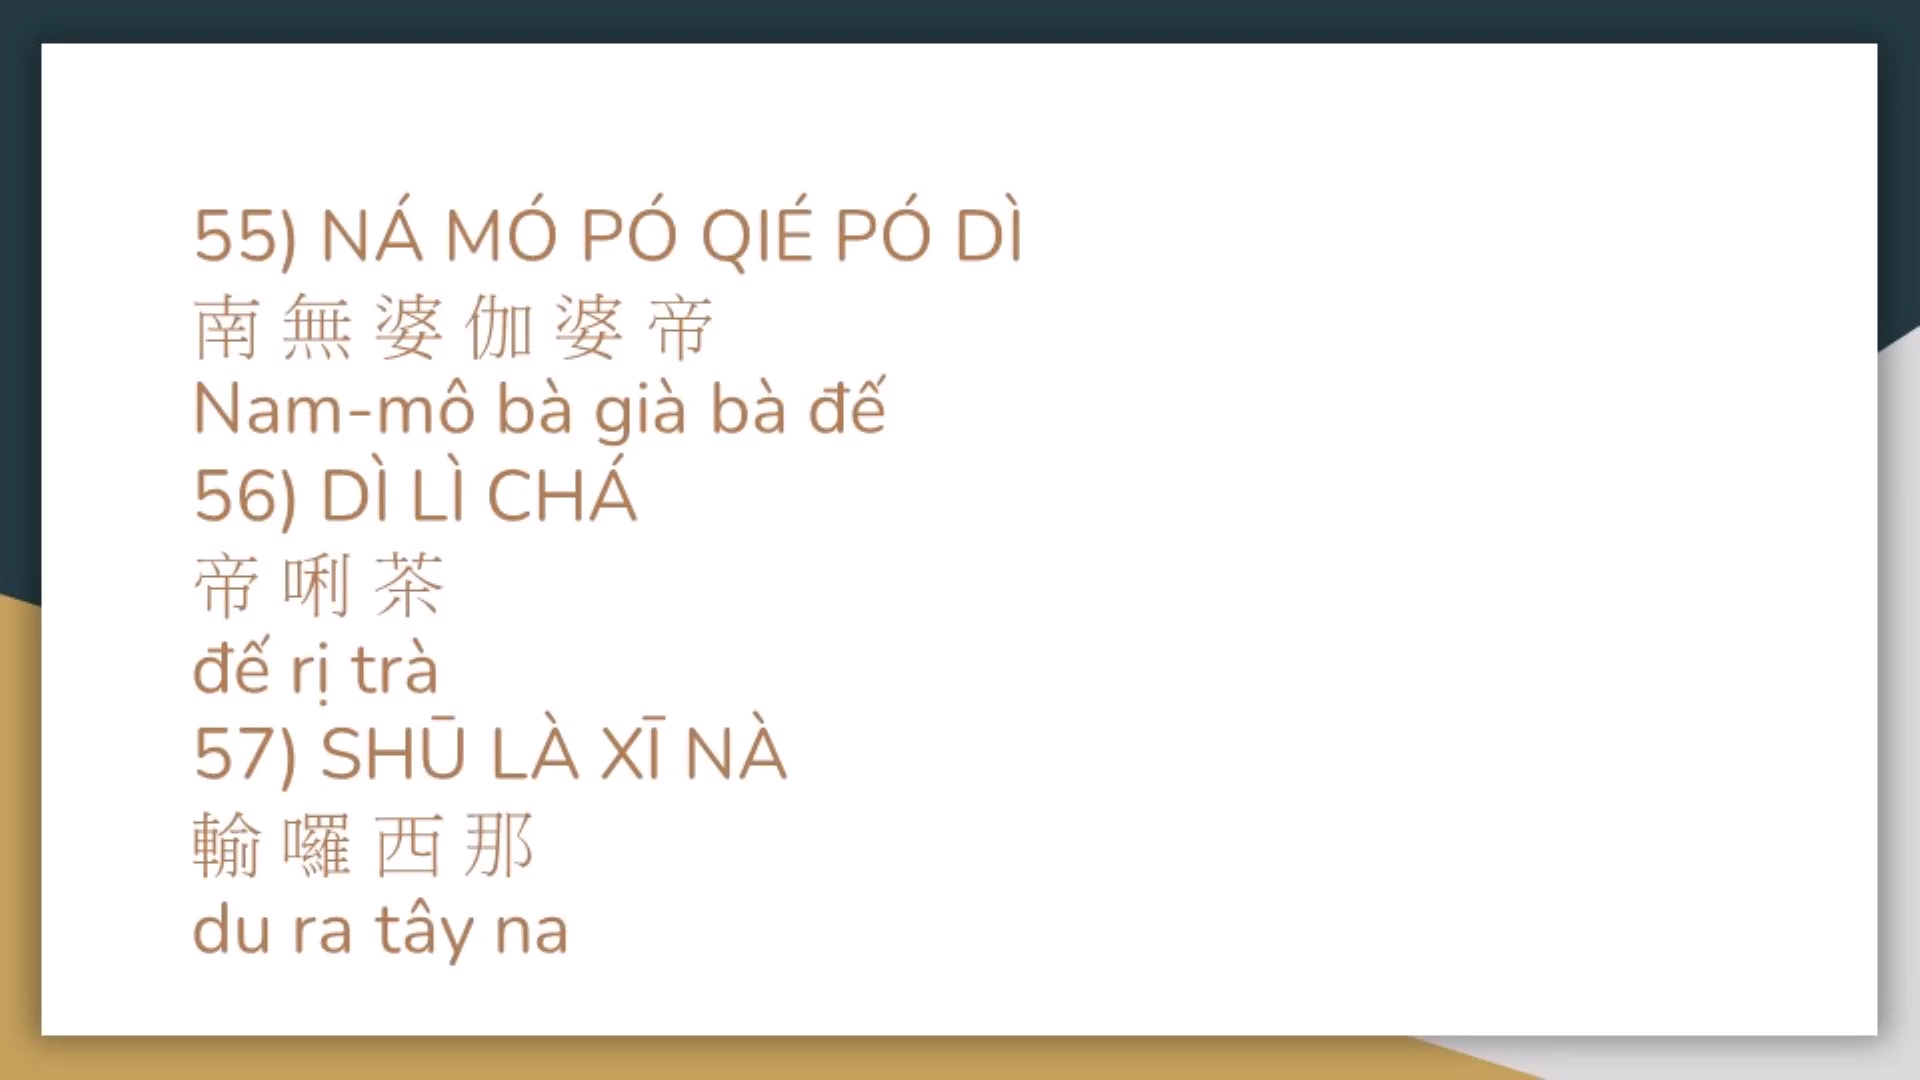 55) NÁ MÓ PÓ QIÉ PÓ DÌ
南 無 婆 伽 婆 帝
Nam-mô bà già bà đế
56) DÌ LÌ CHÁ
帝 唎 茶
đế rị trà
57) SHŪ LÀ XĪ NÀ
輸 囉 西 那
du ra tây na